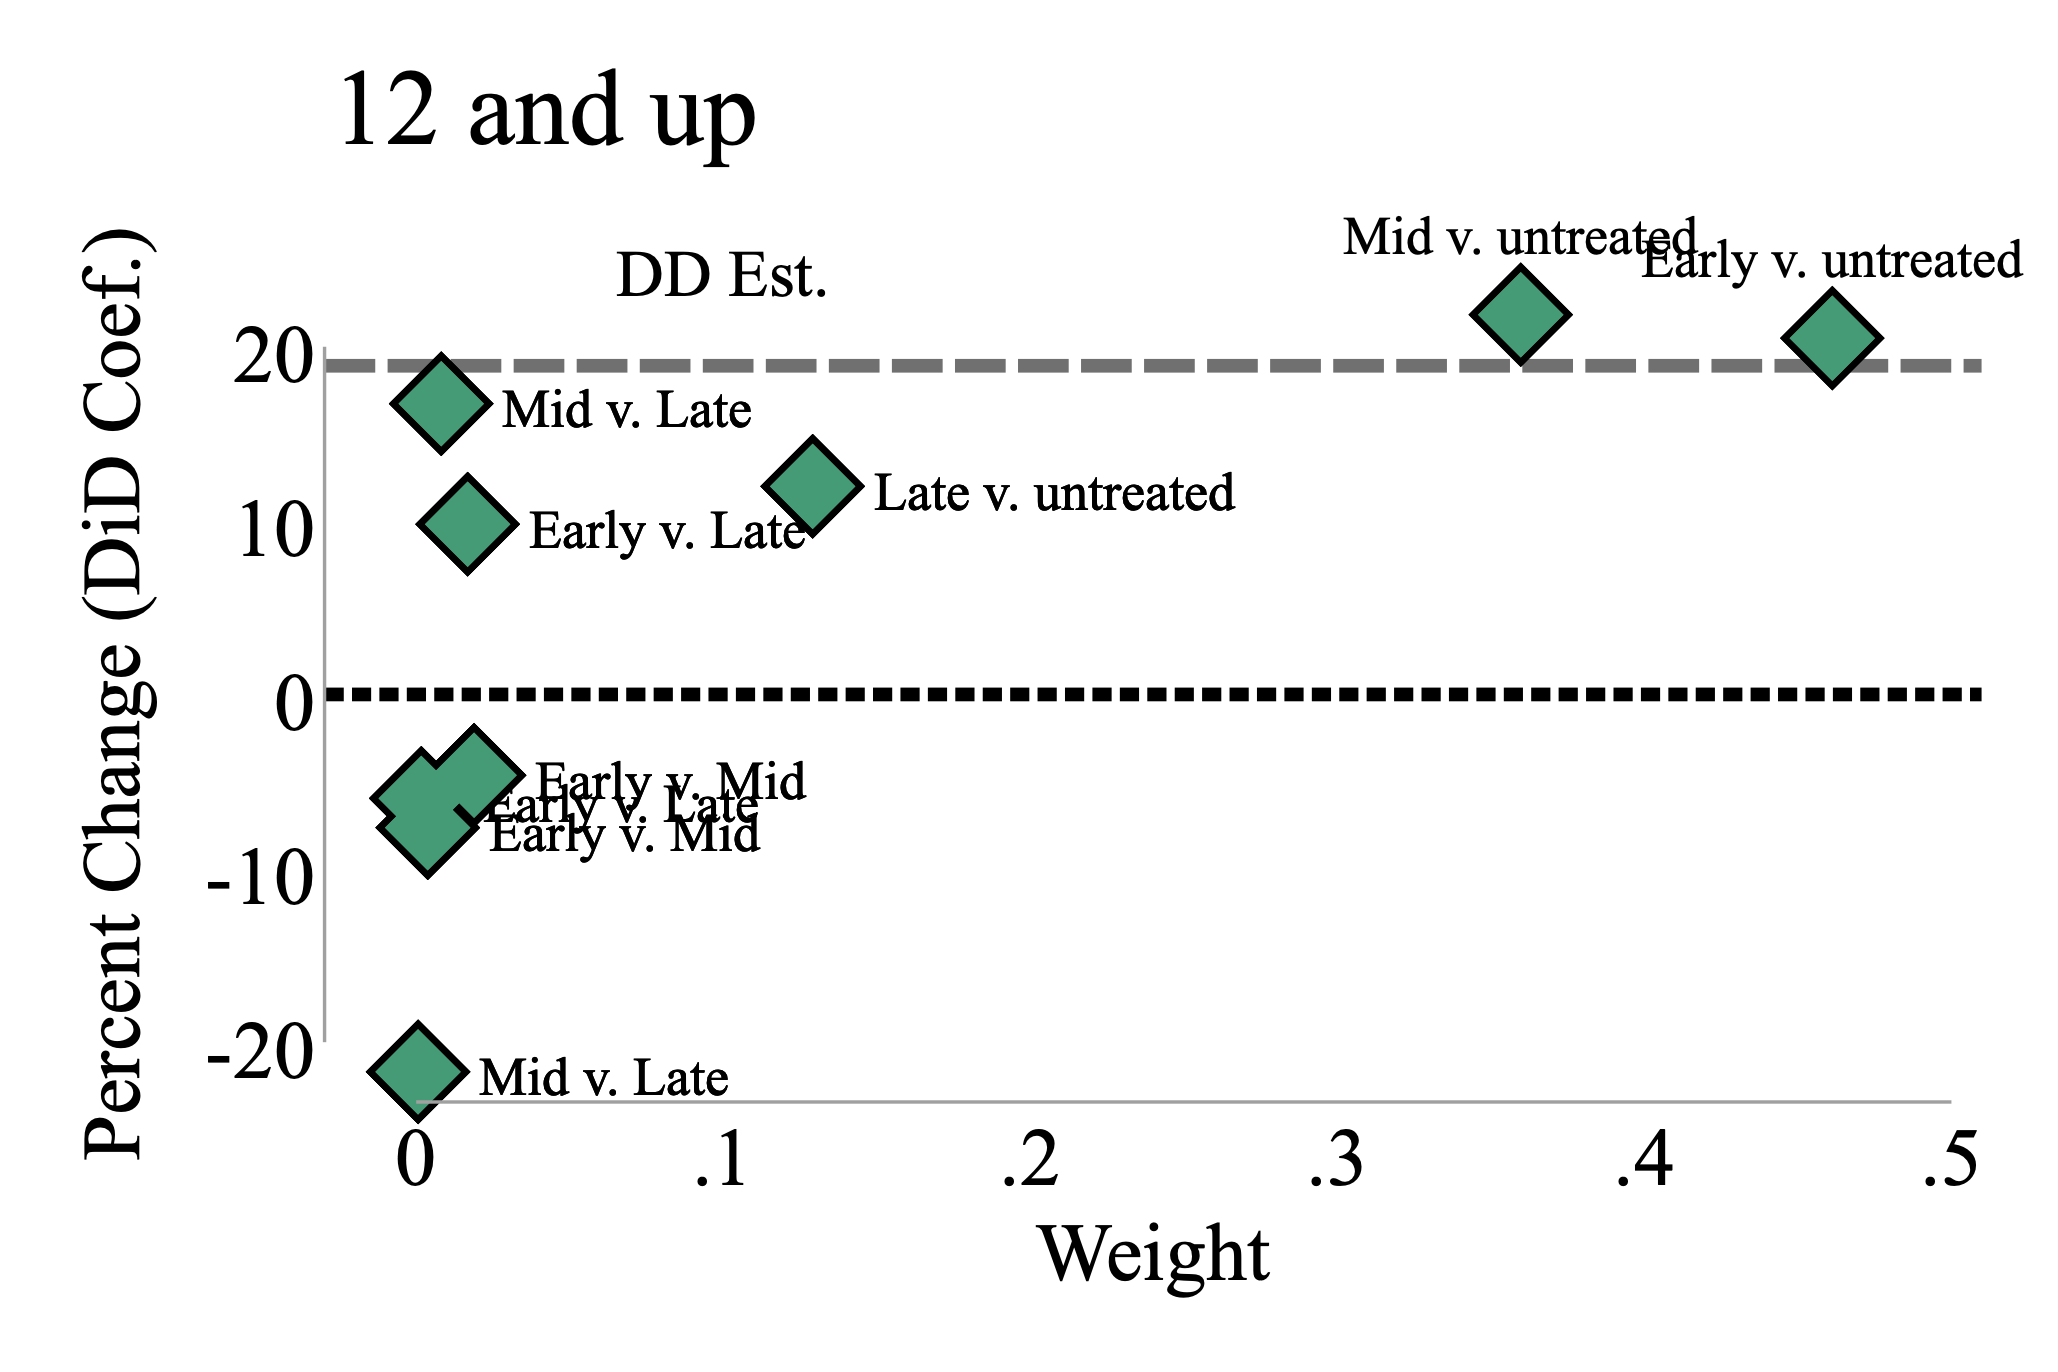 12 and up
Mid v. untreated
Early v. untreated
DD Est.
Percent Change (DiD Coef.)
20
Mid v. Late
Late v. untreated
10
Early v. Late
0
Early v. Mid
Early v. Late
Early v. Mid
-10
-20
Mid v. Late
0
.1
.2
.3
.4
.5
Weight